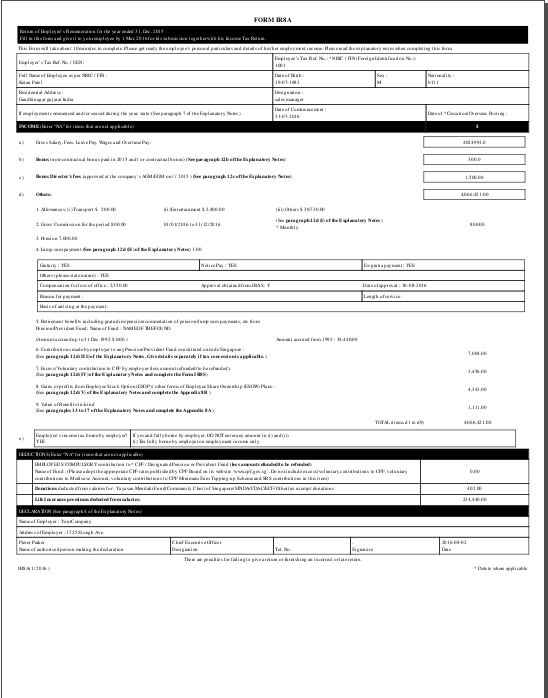 FORM IR8A
Return of Employee's Remuneration for the year ended 31, Dec. 2015
Fill in this form and give it to your employee by 1 Mar 2016 for his submission together with his Income Tax Return.
This Form will take about 10 minutes to complete. Please get ready the employee's personal particulars and details of his/her employment income. Please read the explanatory notes when completing this form
Employer's Tax Ref. No. / UEN:
Employee's Tax Ref. No.: * NRIC / FIN (Foreign Identification No.):
1001
Full Name of Employee as per NRIC / FIN :
Ketan Patel
Date of Birth :
19-07-1983
Sex :
M
Nationality :
0111
Residential Address :
Gandhinagar gujarat India
Designation :
sales manager
If employment commenced and/or ceased during the year, state (See paragraph 7 of the Explanatory Notes)
Date of Commencement :
31-07-2016
Date of *Cessation/Overseas Posting :
INCOME (Enter "NA" for items that are not applicable)
$
a) Gross Salary, Fees, Leave Pay, Wages and Overtime Pay:
4024991.0
b) Bonus (non-contractual bonus paid in 2015 and / or contractual bonus) (See paragraph 12b of the Explanatory Notes)
300.0
c) Bonus Director's fees (approved at the company's AGM/EGM on / / 2015 ) (See paragraph 12c of the Explanatory Notes)
1,500.00
d) Others:
4,066,421.00
1. Allowances: (i) Transport $ 200.00 (ii) Entertainment $ 2,400.00 (iii) Others $ 39730.00
2. Gross Commission for the period 800.00 01/01/2016 to 31/12/2016 (See paragraph 12d (I) of the Explanatory Notes)
* Monthly
800.00
3. Pension 7,000.00
4. Lump sum payment (See paragraph 12d (II) of the Explanatory Notes) 1.00
Gratuity : YES
Notice Pay : YES
Ex-gratia payment : YES
Others (please state nature) : YES
Compensation for loss of office : 2,350.00
Approval obtained from IRAS: Y
Date of Approval : 10-08-2016
Reason for payment :
Length of service :
Basis of arriving at the payment:
5. Retirement benefits including gratuities/pension/commutation of pension/lump sum payments, etc from
Pension/Provident Fund: Name of Fund : NAME OF THE FOUND
(Amount accrued up to 31 Dec 1992 $ 0.00 ) Amount accrued from 1993 : 34,440.00
6. Contributions made by employer to any Pension/Provident Fund constituted outside Singapore :
(See paragraph 12d(III) of the Explanatory Notes. Give details separately if tax concession is applicable.)
7,004.00
7. Excess/Voluntary contribution to CPF by employer (less amount refunded/to be refunded)
(See paragraph 12d(IV) of the Explanatory Notes and complete the Form IR8S)
3,456.00
8. Gains or profits from Employee Stock Option (ESOP)/ other forms of Employee Share Ownership (ESOW) Plans:
(See paragraph 12d(V) of the Explanatory Notes and complete the Appendix 8B )
4,343.00
9. Value of Benefits-in-kind
(See paragraphs 13 to 17 of the Explanatory Notes and complete the Appendix 8A )
1,111.00
TOTAL (items d1 to d9) 4,066,421.00
e) Employee's income tax borne by employer?
YES
If yes and fully borne by employer, DO NOT enter any amount in (i) and (ii)
(i) Tax fully borne by employer on employment income only
DEDUCTIONS (Enter "NA" for items that are not applicable)
EMPLOYEE'S COMPULSORY contribution to * CPF / Designated Pension or Provident Fund (less amount refunded/to be refunded)
Name of Fund : (Please adopt the appropriate CPF rates published by CPF Board on its website 'www.cpf.gov.sg'. Do not include excess/voluntary contributions to CPF, voluntary
contributions to Medisave Account, voluntary contributions to CPF Minimum Sum Topping-up Scheme and SRS contributions in this item)
0.00
Donations deducted from salaries for: Yayasan Mendaki Fund/Community Chest of Singapore/SINDA/CDAC/ECF/Other tax exempt donations
402.00
Life Insurance premiums deducted from salaries:
234,440.00
DECLARATION (See paragraph 4 of the Explanatory Notes)
Name of Employer : YourCompany
Address of Employer : 1725 Slough Ave.
Pieter Parker
Name of authorised person making the declaration
Chief Executive Officer
Designation
Tel. No.
Signature
2016-08-02
Date
There are penalties for failing to give a return or furnishing an incorrect or late return.
IR8A(1/2016 )
* Delete where applicable